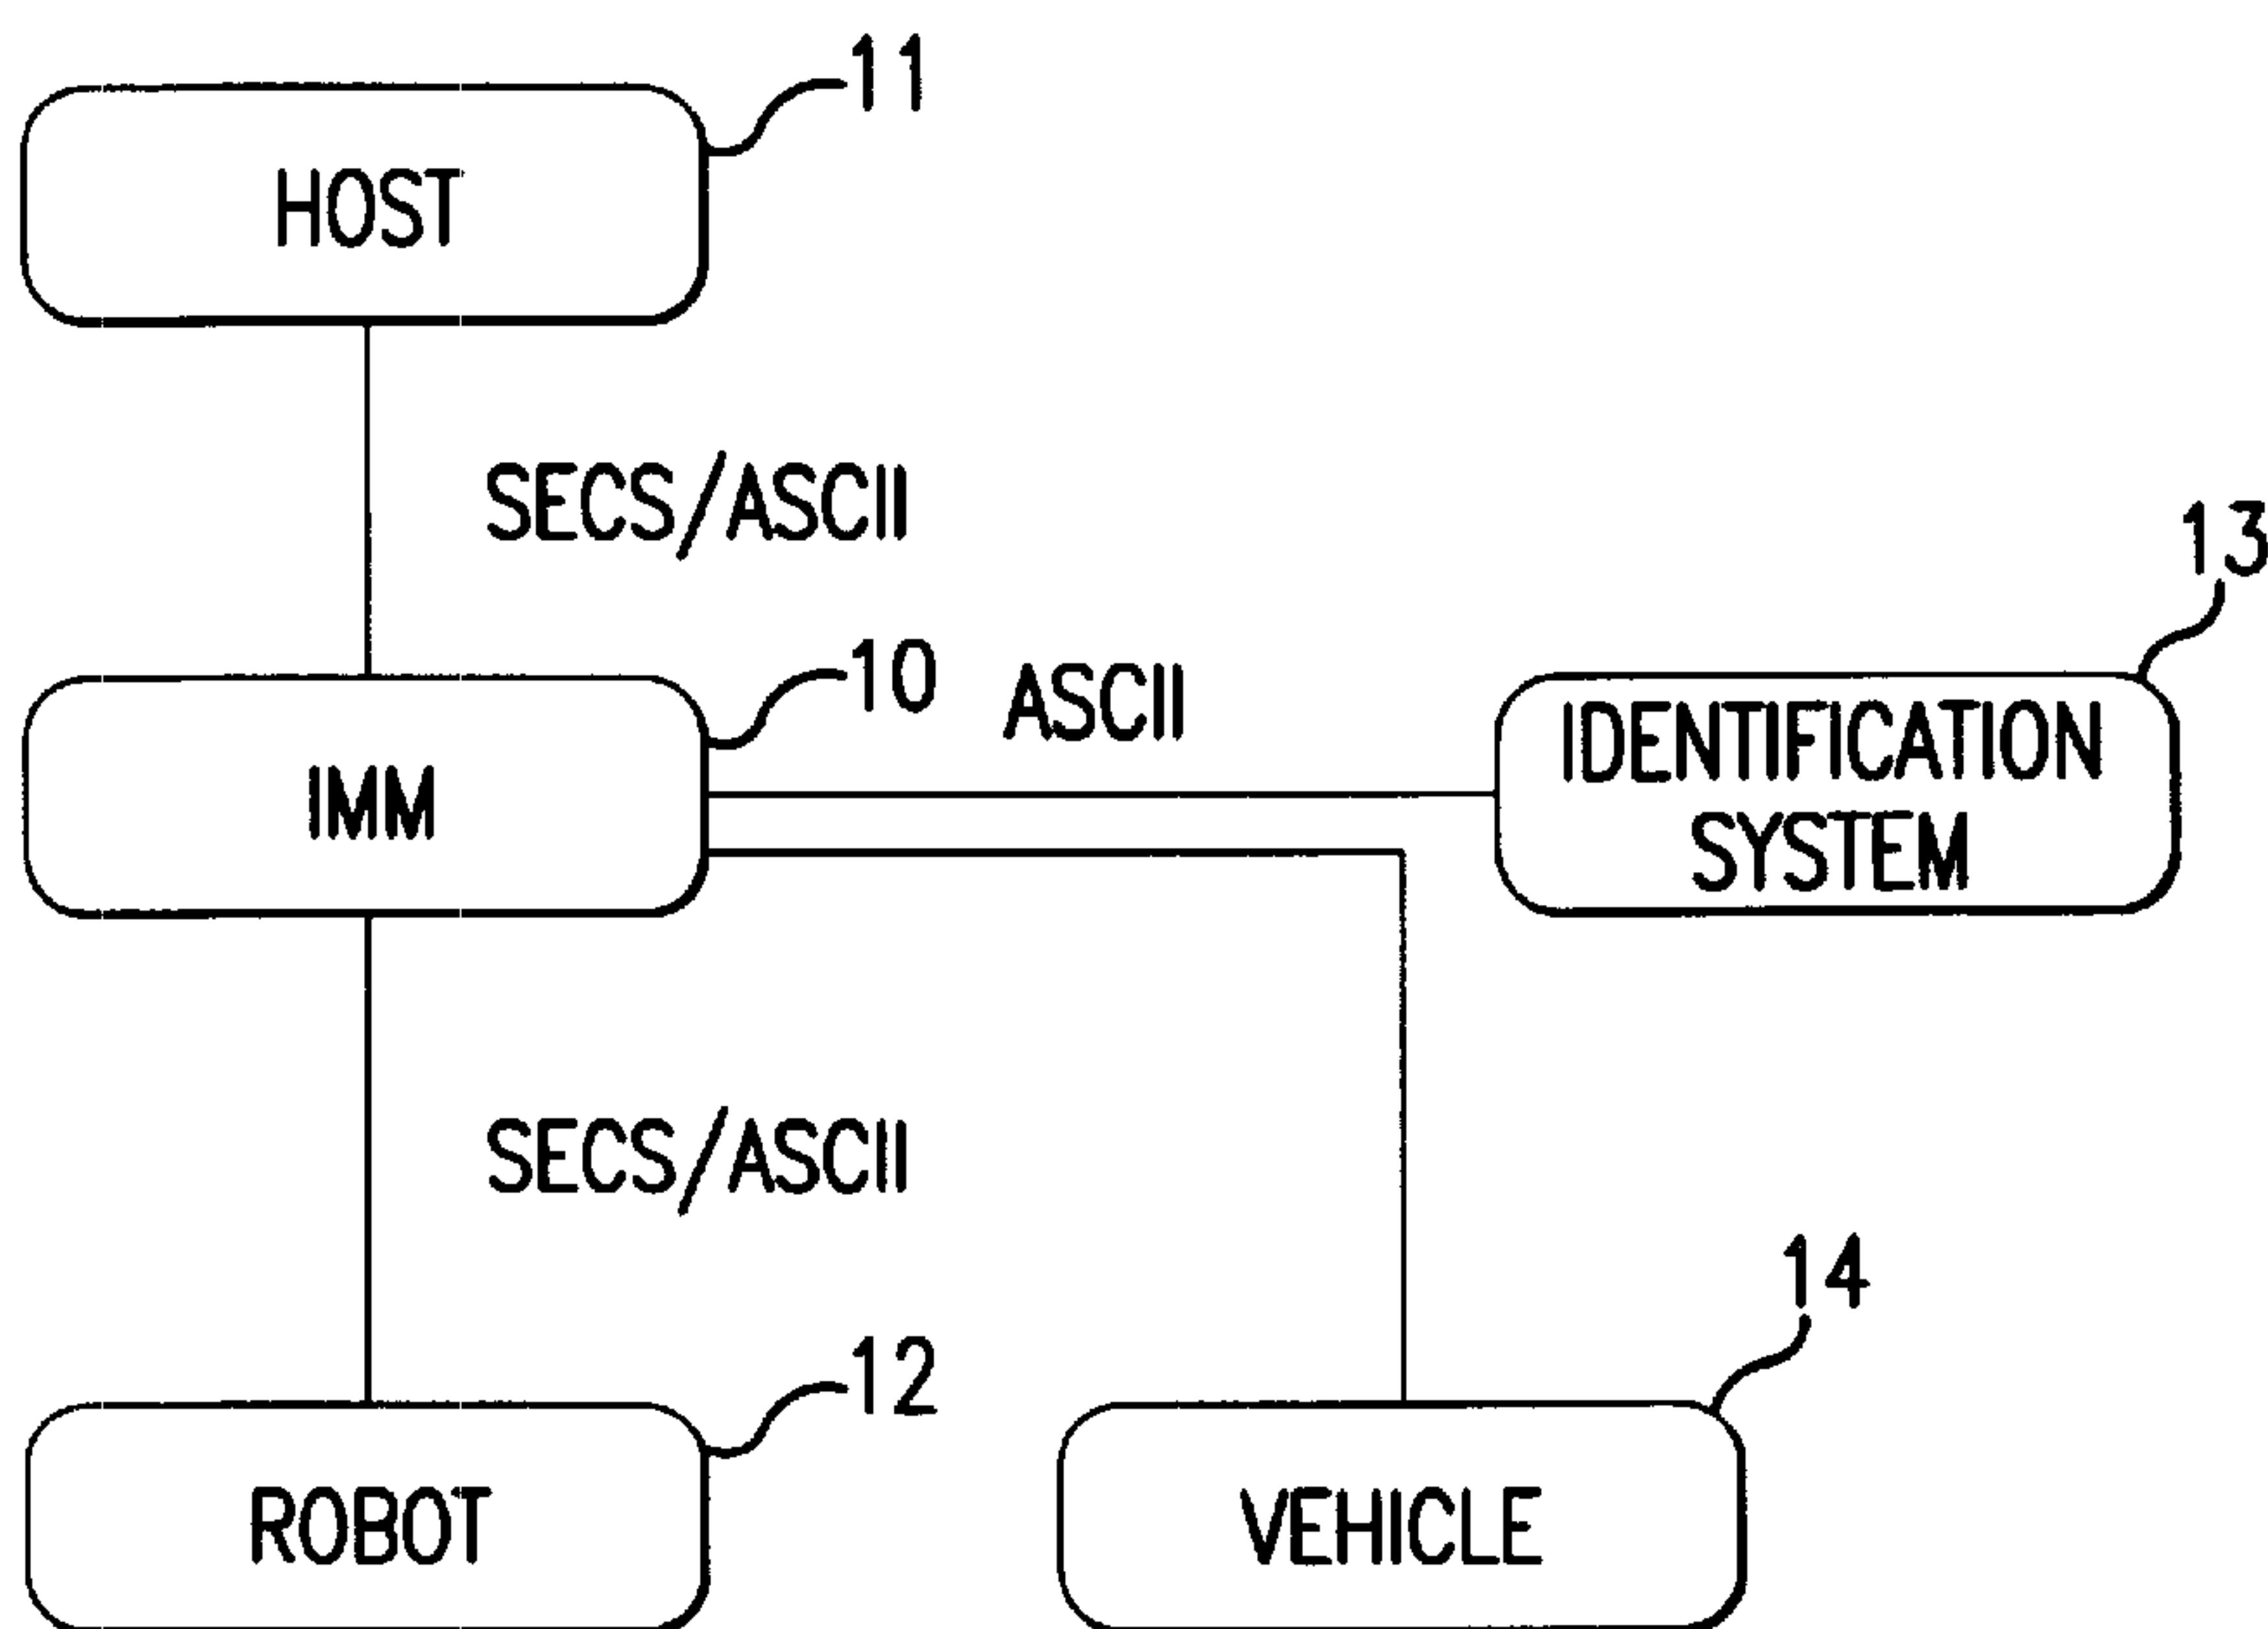 11
HOST
SECS/ASCII
10
ASCII
13
IMM
IDENTIFICATION
SYSTEM
SECS/ASCII
14
12
ROBOT
VEHICLE